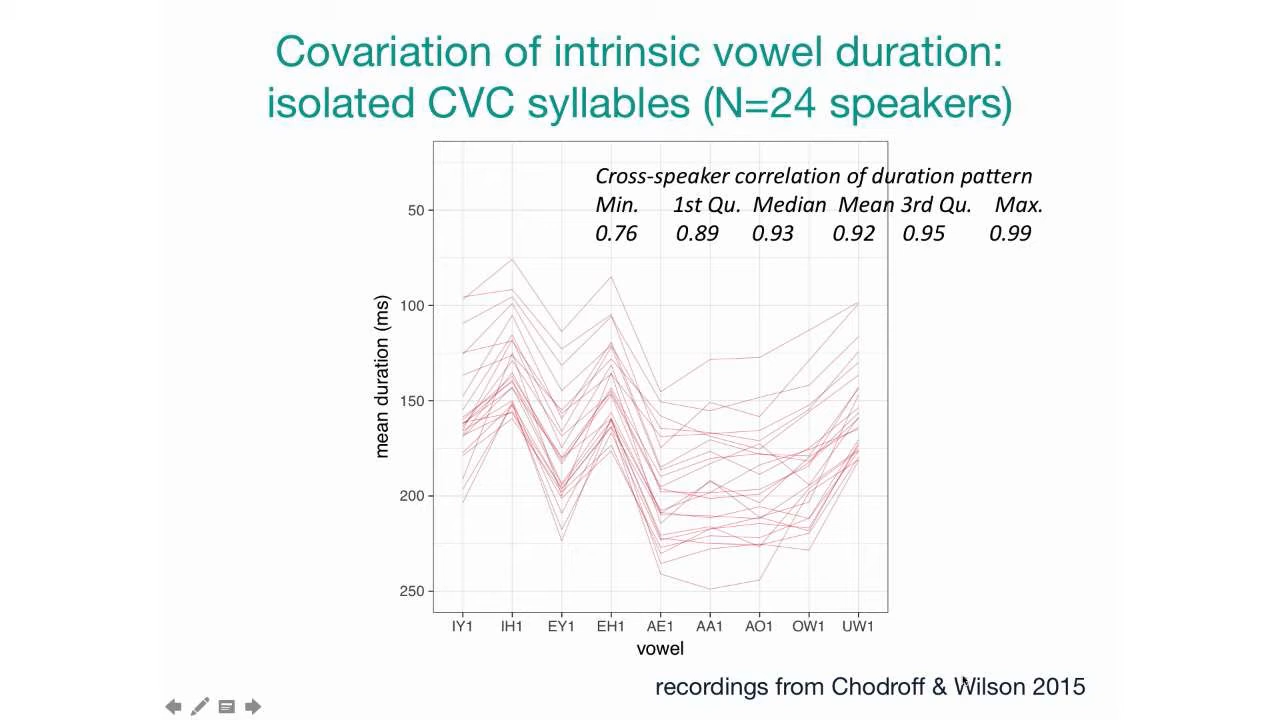 Covariation of intrinsic vowel duration:
isolated CVC syllables (N=24 speakers)
Cross-speaker correlation of duration pattern
Min. 1st Qu. Median Mean 3rd Qu. Max.
0.76 0.89 0.93 0.92 0.95 0.99
50
100
150
200
250
mean duration (ms)
IY1 IH1 EY1 EH1 AE1 AA1 AO1 OW1 UW1
vowel
recordings from Chodroff & Wilson 2015